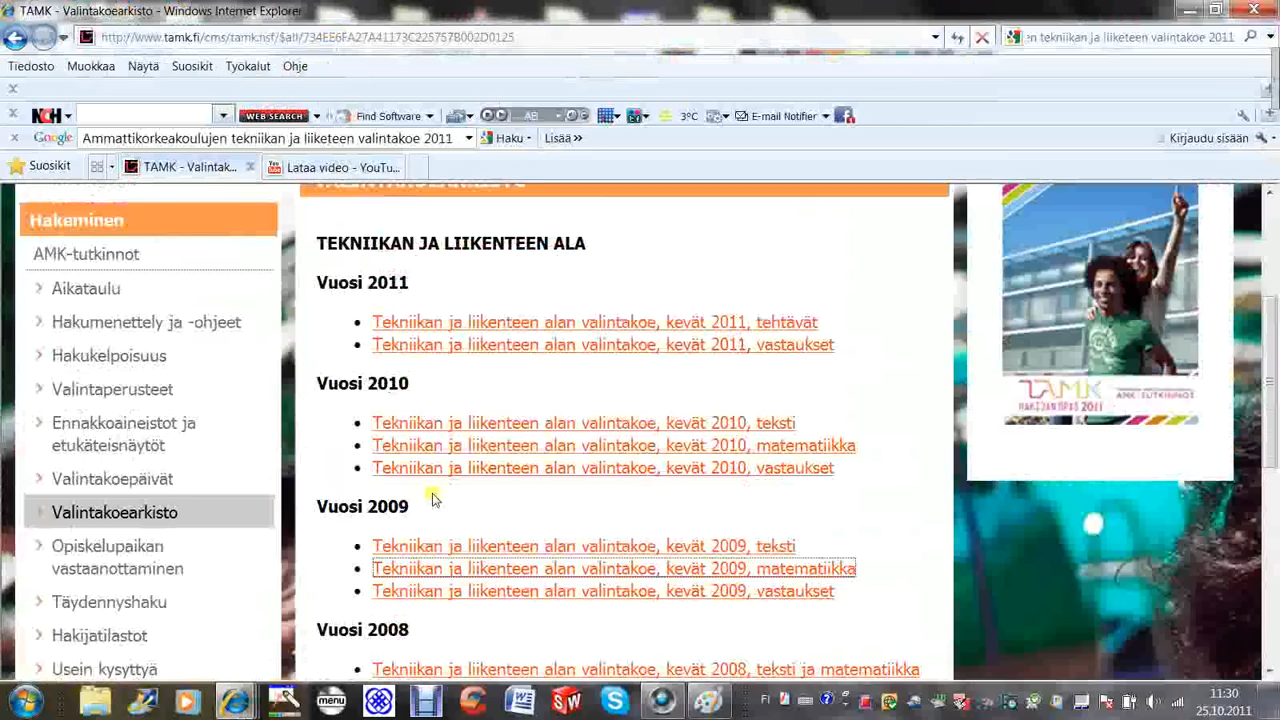 TAMK - Valintakoearkisto - Windows Internet Explorer
http://www.tamk.fi/cms/tamk.nsf/$all/734EE6FA27A41173C225757B002D0125
en tekniikan ja liiketeen valintakoe 2011
Tiedosto Muokkaa Näytä Suosikit Työkalut Ohje
NCH WEB SEARCH Find Software AB 3°C E-mail Notifier
Google Ammattikorkeakoulujen tekniikan ja liiketeen valintakoe 2011 Haku Lisää » Kirjaudu sisään
Suosikit TAMK - Valintak... Lataa video - YouTu...
Hakeminen
AMK-tutkinnot
Aikataulu
Hakumenettely ja -ohjeet
Hakukelpoisuus
Valintaperusteet
Ennakkoaineistot ja
etukäteisnäytöt
Valintakoepäivät
Valintakoearkisto
Opiskelupaikan
vastaanottaminen
Täydennyshaku
Hakijatilastot
Usein kysyttyä
TEKNIIKAN JA LIIKENTEEN ALA
Vuosi 2011
Tekniikan ja liikenteen alan valintakoe, kevät 2011, tehtävät
Tekniikan ja liikenteen alan valintakoe, kevät 2011, vastaukset
Vuosi 2010
Tekniikan ja liikenteen alan valintakoe, kevät 2010, teksti
Tekniikan ja liikenteen alan valintakoe, kevät 2010, matematiikka
Tekniikan ja liikenteen alan valintakoe, kevät 2010, vastaukset
Vuosi 2009
Tekniikan ja liikenteen alan valintakoe, kevät 2009, teksti
Tekniikan ja liikenteen alan valintakoe, kevät 2009, matematiikka
Tekniikan ja liikenteen alan valintakoe, kevät 2009, vastaukset
Vuosi 2008
Tekniikan ja liikenteen alan valintakoe, kevät 2008, teksti ja matematiikka
TAMK
HAKIJAN OPAS 2011 AMK-TUTKINNOT
menu FI 11:30
25.10.2011